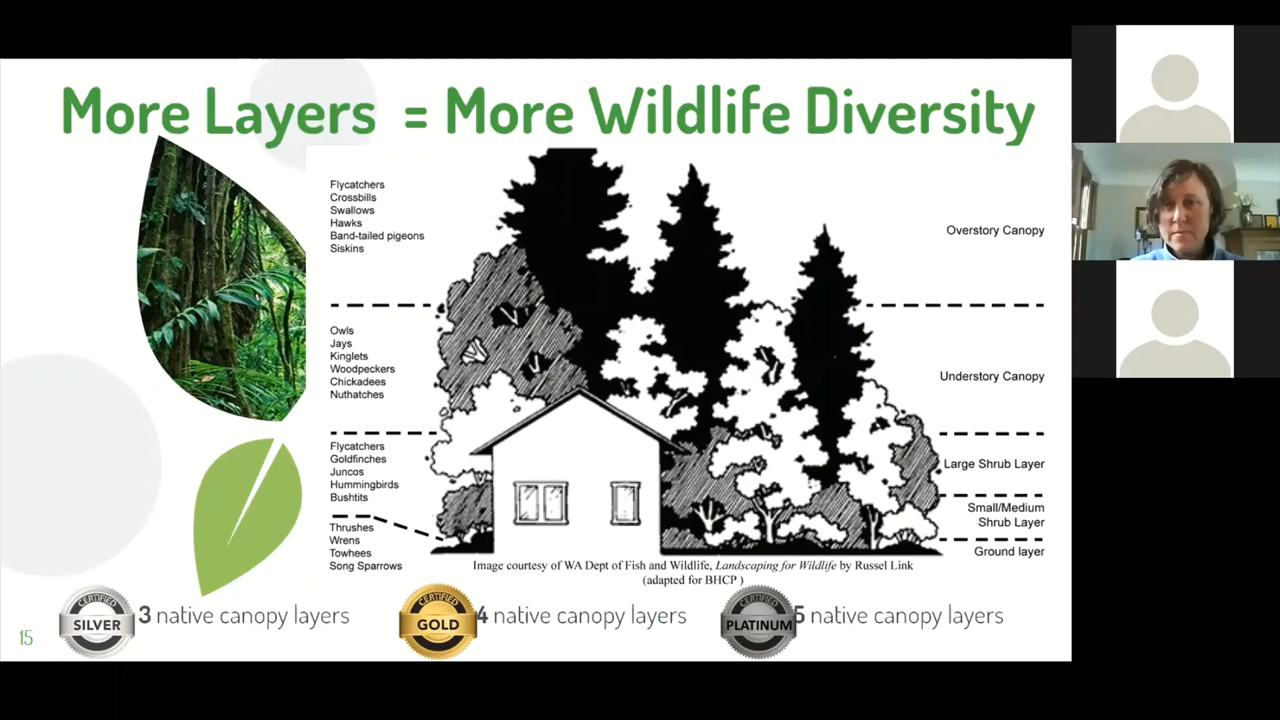 More Layers = More Wildlife Diversity
Flycatchers
Crossbills
Swallows
Hawks
Band-tailed pigeons
Siskins
Overstory Canopy
Owls
Jays
Kinglets
Woodpeckers
Chickadees
Nuthatches
Understory Canopy
Flycatchers
Goldfinches
Juncos
Hummingbirds
Bushtits
Large Shrub Layer
Small/Medium
Shrub Layer
Thrushes
Wrens
Towhees
Song Sparrows
Ground layer
Image courtesy of WA Dept of Fish and Wildlife, Landscaping for Wildlife by Russel Link
(adapted for BHCP )
CERTIFIED
SILVER
3 native canopy layers
CERTIFIED
GOLD
4 native canopy layers
CERTIFIED
PLATINUM
5 native canopy layers
15